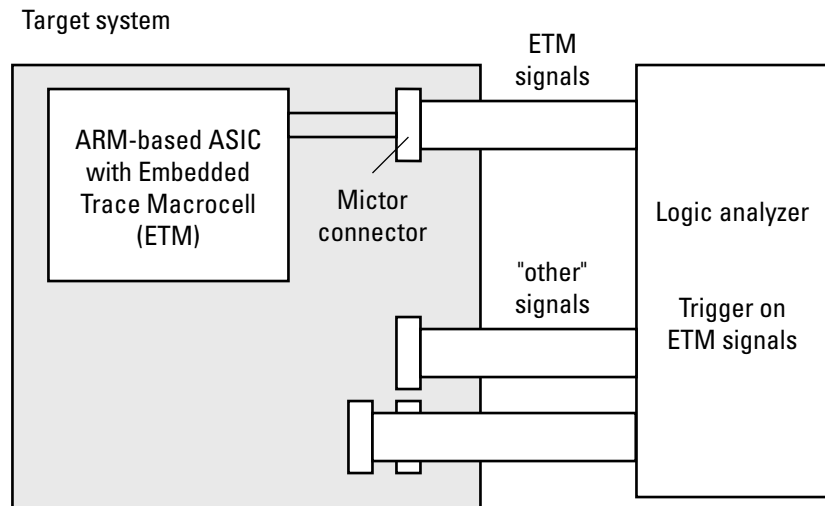 Target system
ETM
signals
ARM-based ASIC
with Embedded
Trace Macrocell
(ETM)
Mictor
connector
Logic analyzer
"other"
signals
Trigger on
ETM signals